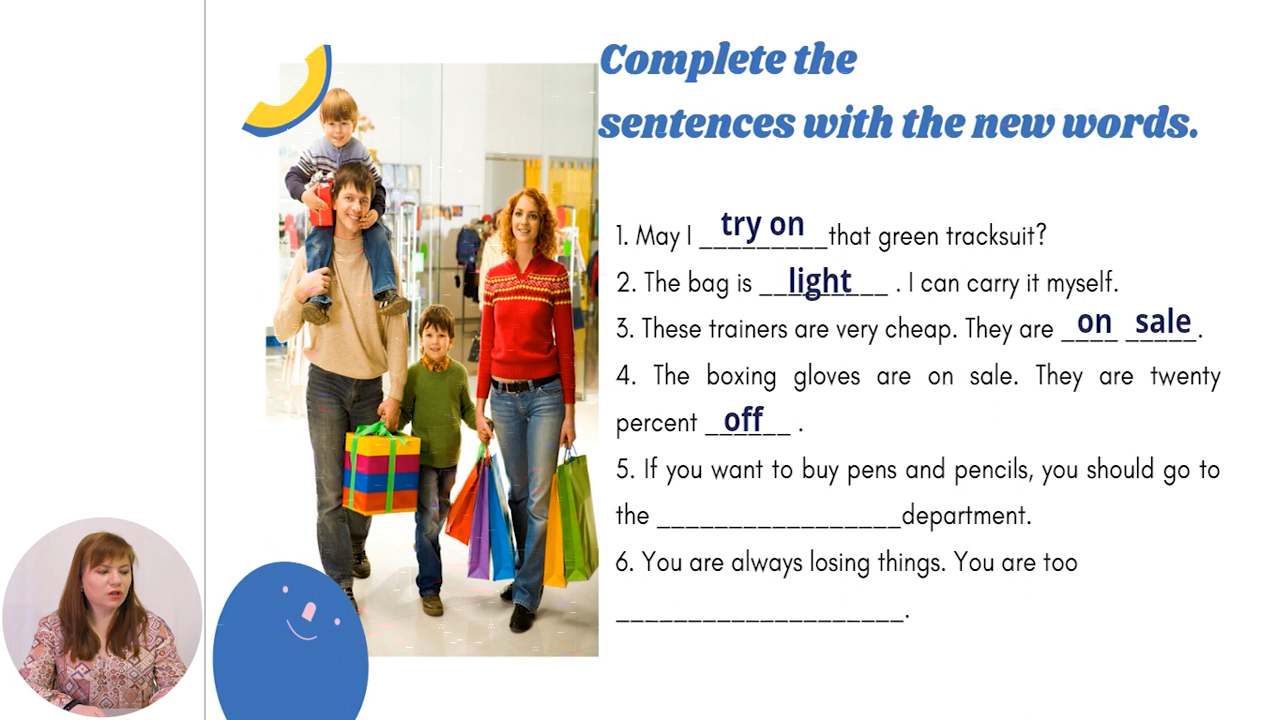 Complete the
sentences with the new words.
1. May I try on that green tracksuit?
2. The bag is light . I can carry it myself.
3. These trainers are very cheap. They are on sale.
4. The boxing gloves are on sale. They are twenty
percent off .
5. If you want to buy pens and pencils, you should go to
the _________________department.
6. You are always losing things. You are too
____________________.